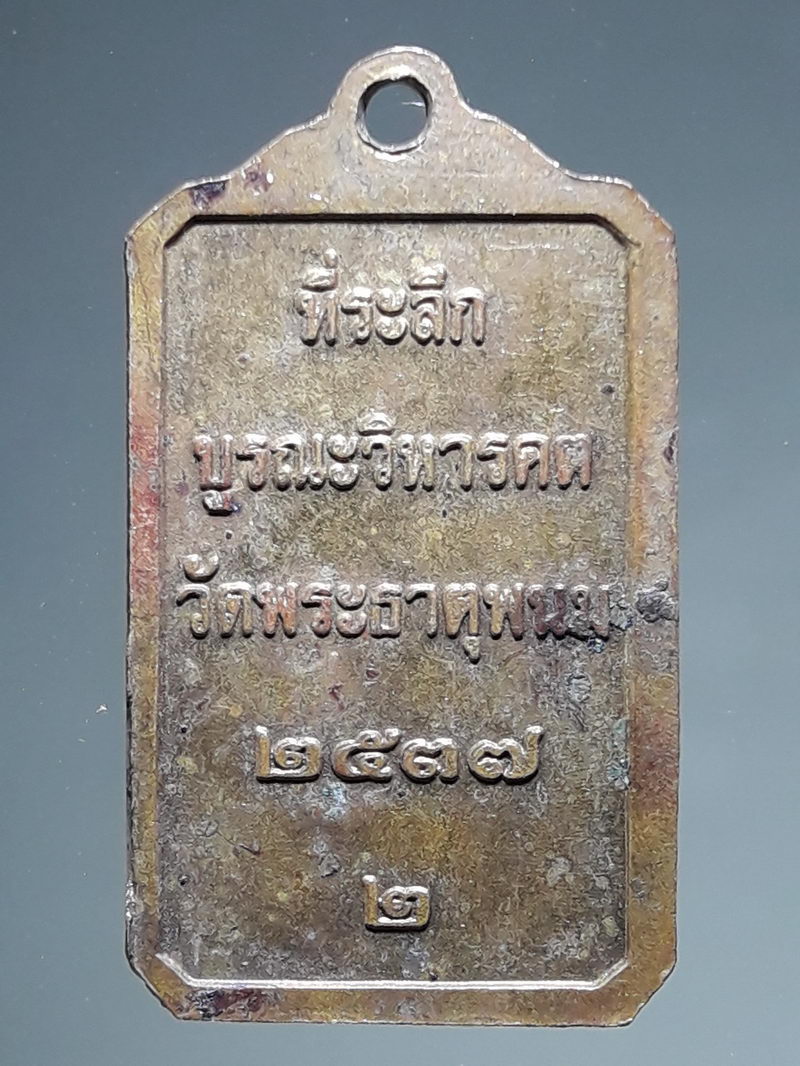 ที่ระลึก
บูรณะวิหารคต
วัดพระธาตุพนม
๒๕๓๗
๒